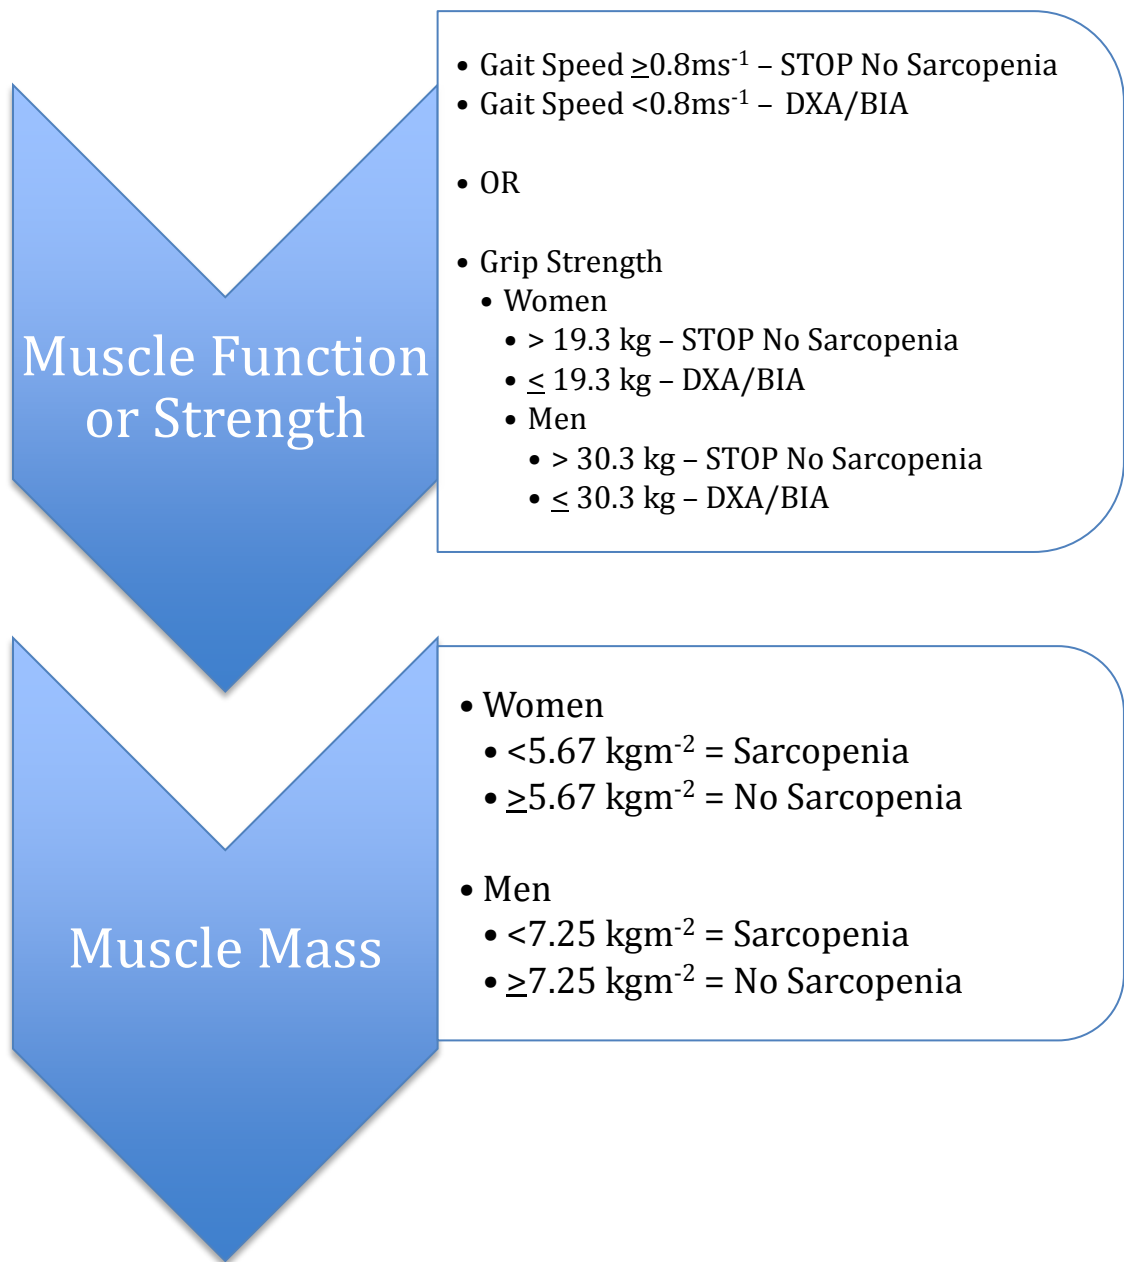 Muscle Function
or Strength
• Gait Speed ≥0.8ms⁻¹ – STOP No Sarcopenia
• Gait Speed <0.8ms⁻¹ – DXA/BIA
• OR
• Grip Strength
• Women
• > 19.3 kg – STOP No Sarcopenia
• ≤ 19.3 kg – DXA/BIA
• Men
• > 30.3 kg – STOP No Sarcopenia
• ≤ 30.3 kg – DXA/BIA
Muscle Mass
• Women
• <5.67 kgm⁻² = Sarcopenia
• ≥5.67 kgm⁻² = No Sarcopenia
• Men
• <7.25 kgm⁻² = Sarcopenia
• ≥7.25 kgm⁻² = No Sarcopenia